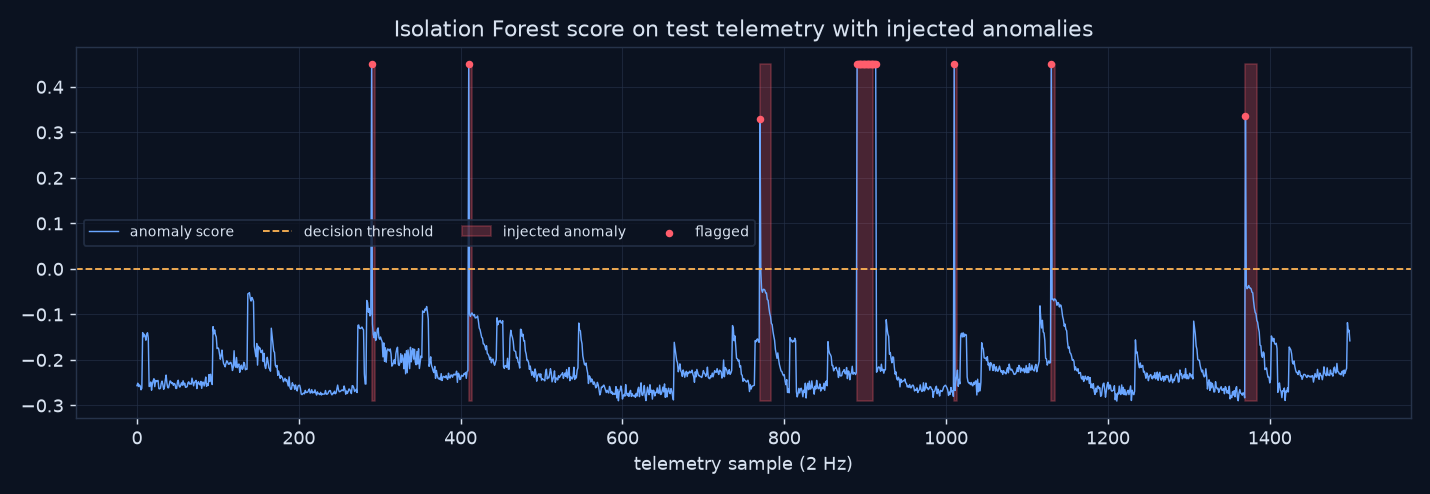 Isolation Forest score on test telemetry with injected anomalies
0.4
0.3
0.2
0.1
0.0
−0.1
−0.2
−0.3
anomaly score decision threshold injected anomaly flagged
0 200 400 600 800 1000 1200 1400
telemetry sample (2 Hz)